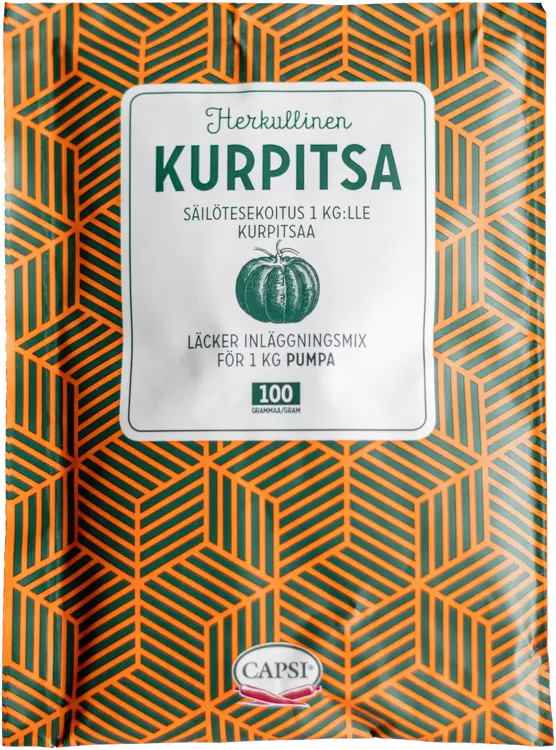 Herkullinen
KURPITSA
SÄILÖTESEKOITUS 1 KG:LLE
KURPITSAA
LÄCKER INLÄGGNINGSMIX
FÖR 1 KG PUMPA
100
GRAMMAA/GRAM
CAPSI®